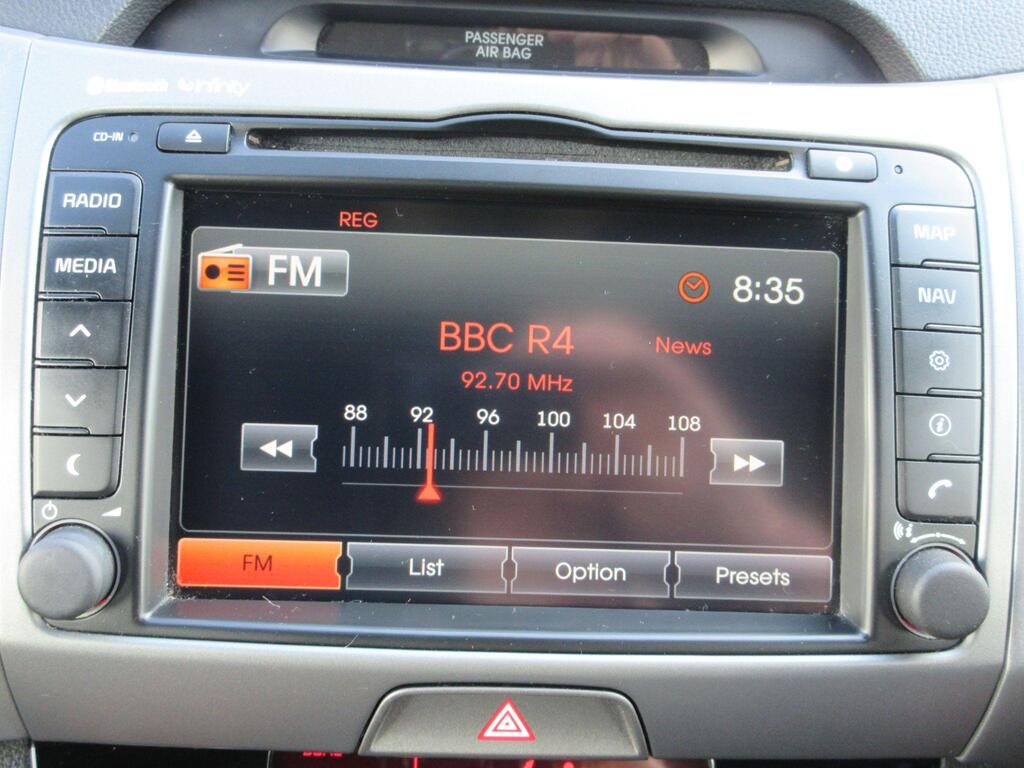 PASSENGER
AIR BAG
Bluetooth infinity
CD-IN
RADIO
MEDIA
MAP
NAV
REG
FM
8:35
BBC R4 News
92.70 MHz
88 92 96 100 104 108
FM List Option Presets